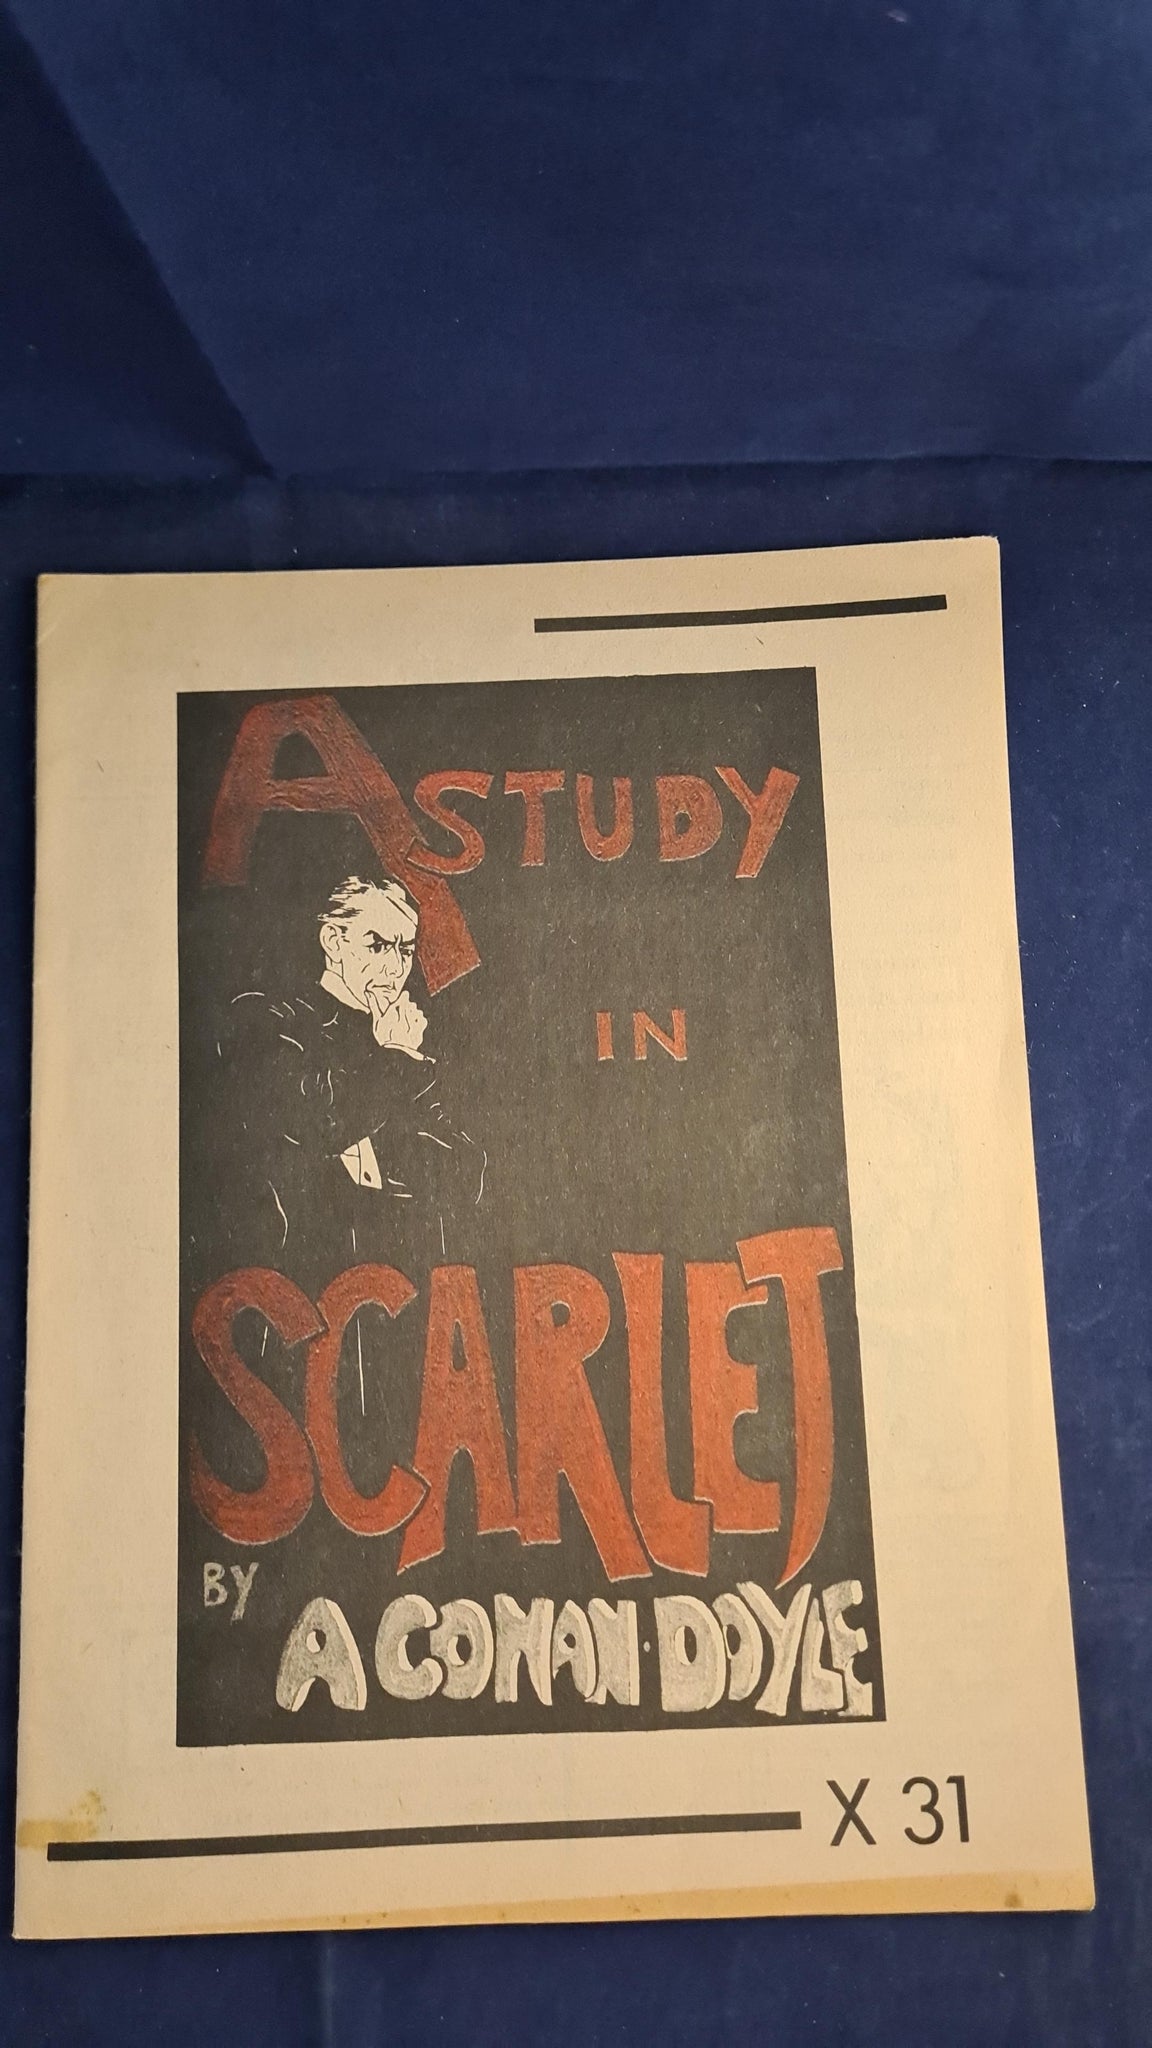 A STUDY
IN
SCARLET
BY
A CONAN·DOYLE
X 31